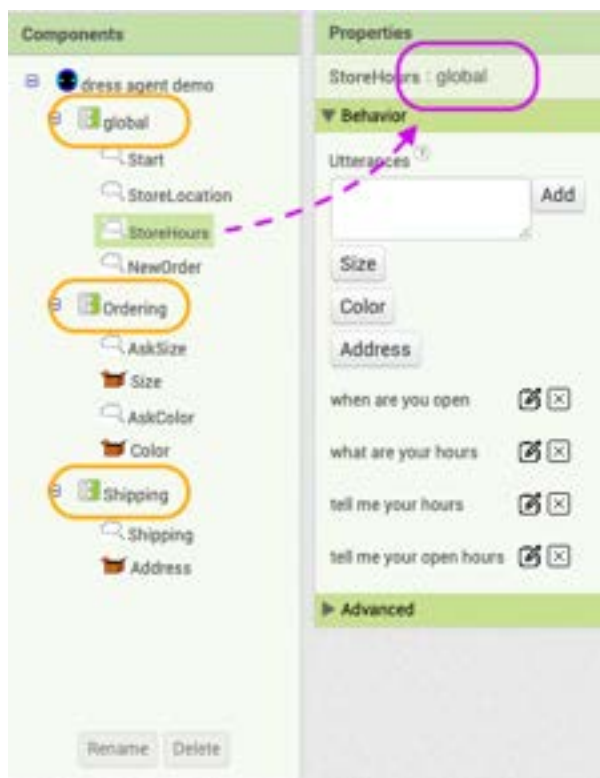 Components
dress agent demo
global
Start
StoreLocation
StoreHours
NewOrder
Ordering
AskSize
Size
AskColor
Color
Shipping
Shipping
Address
Rename Delete
Properties
StoreHours : global
Behavior
Utterances ?
Add
Size
Color
Address
when are you open
what are your hours
tell me your hours
tell me your open hours
Advanced